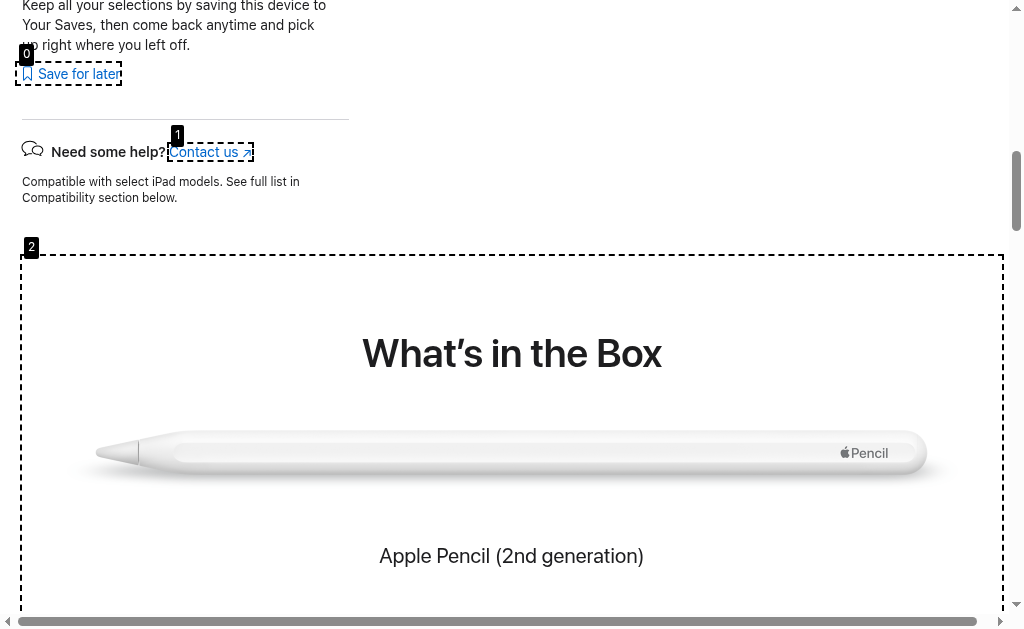 Keep all your selections by saving this device to
Your Saves, then come back anytime and pick
up right where you left off.
0
Save for later
1
Need some help? Contact us ↗
Compatible with select iPad models. See full list in
Compatibility section below.
2
What’s in the Box
Pencil
Apple Pencil (2nd generation)